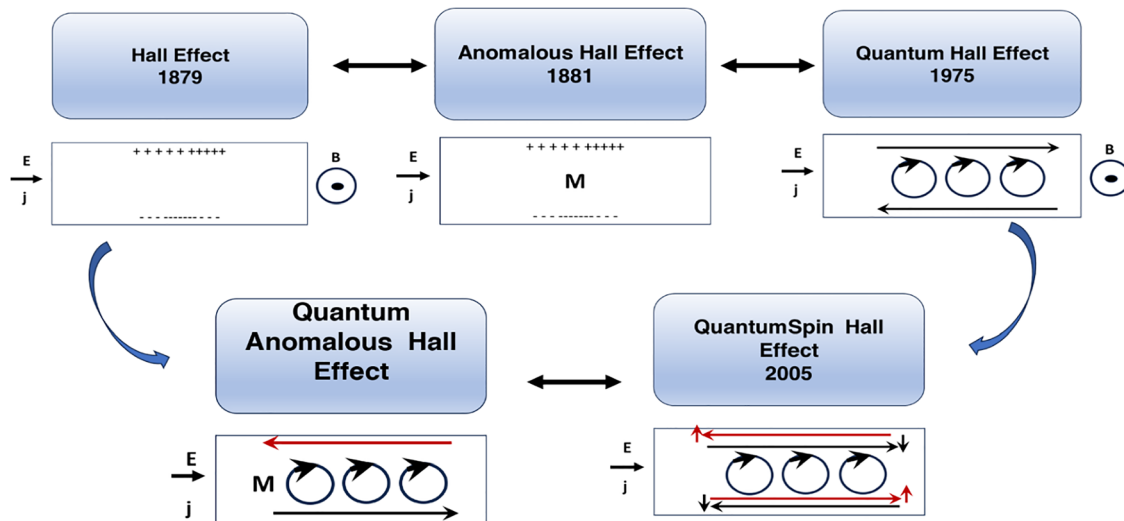 Hall Effect
1879
Anomalous Hall Effect
1881
Quantum Hall Effect
1975
E
j
+ + + + + +++++
- - - -------- - - -
B
E
j
+ + + + + +++++
M
- - - -------- - - -
E
j
B
Quantum
Anomalous Hall
Effect
QuantumSpin Hall
Effect
2005
E
j
M
E
j